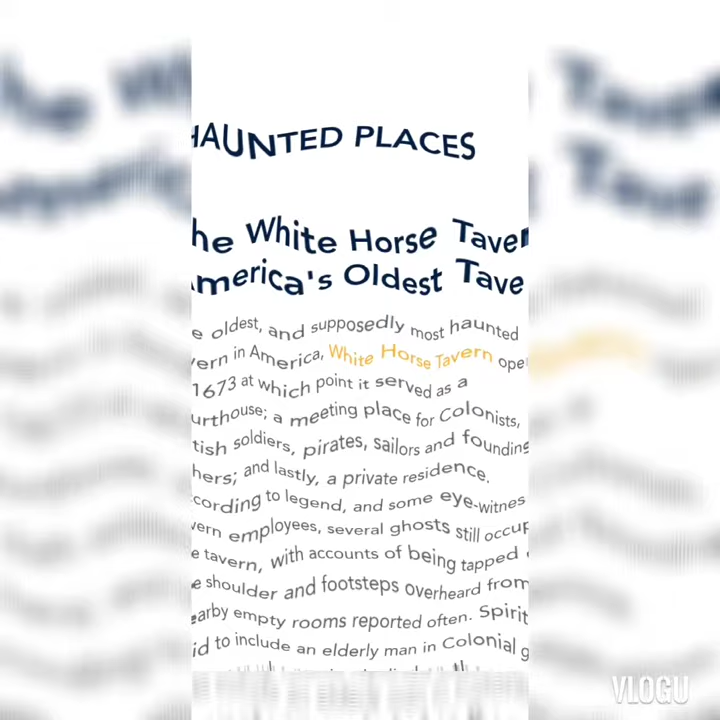 HAUNTED PLACES
he White Horse Taver
America's Oldest Tave
e oldest, and supposedly most haunted
vern in America, White Horse Tavern ope
1673 at which point it served as a
urthouse; a meeting place for Colonists,
tish soldiers, pirates, sailors and founding
hers; and lastly, a private residence.
cording to legend, and some eye-witnes
vern employees, several ghosts still occup
e tavern, with accounts of being tapped
e shoulder and footsteps overheard from
earby empty rooms reported often. Spirit
id to include an elderly man in Colonial g
VLOGU